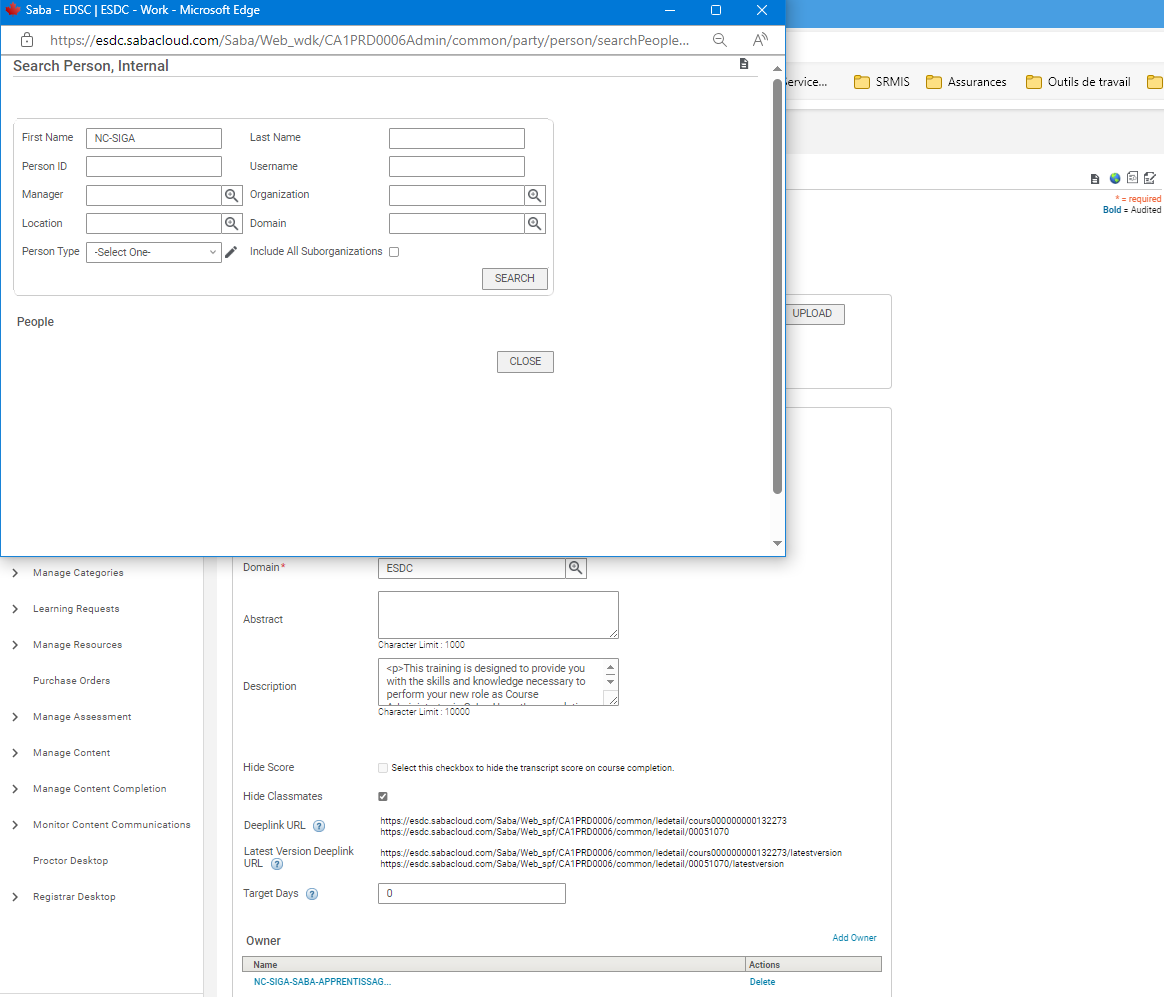 Saba - EDSC | ESDC - Work - Microsoft Edge
https://esdc.sabacloud.com/Saba/Web_wdk/CA1PRD0006Admin/common/party/person/searchPeople...
Search Person, Internal
First Name NC-SIGA Last Name
Person ID Username
Manager Organization
Location Domain
Person Type -Select One- Include All Suborganizations
SEARCH
People
CLOSE
SRMIS Assurances Outils de travail
* = required
Bold = Audited
UPLOAD
Manage Categories
Learning Requests
Manage Resources
Purchase Orders
Manage Assessment
Manage Content
Manage Content Completion
Monitor Content Communications
Proctor Desktop
Registrar Desktop
Domain* ESDC
Abstract
Character Limit : 1000
Description
<p>This training is designed to provide you
with the skills and knowledge necessary to
perform your new role as Course
Character Limit : 10000
Hide Score Select this checkbox to hide the transcript score on course completion.
Hide Classmates
Deeplink URL ?
https://esdc.sabacloud.com/Saba/Web_spf/CA1PRD0006/common/ledetail/cours000000000132273
https://esdc.sabacloud.com/Saba/Web_spf/CA1PRD0006/common/ledetail/00051070
Latest Version Deeplink
URL ?
https://esdc.sabacloud.com/Saba/Web_spf/CA1PRD0006/common/ledetail/cours000000000132273/latestversion
https://esdc.sabacloud.com/Saba/Web_spf/CA1PRD0006/common/ledetail/00051070/latestversion
Target Days ? 0
Owner Add Owner
Name Actions
NC-SIGA-SABA-APPRENTISSAG... Delete